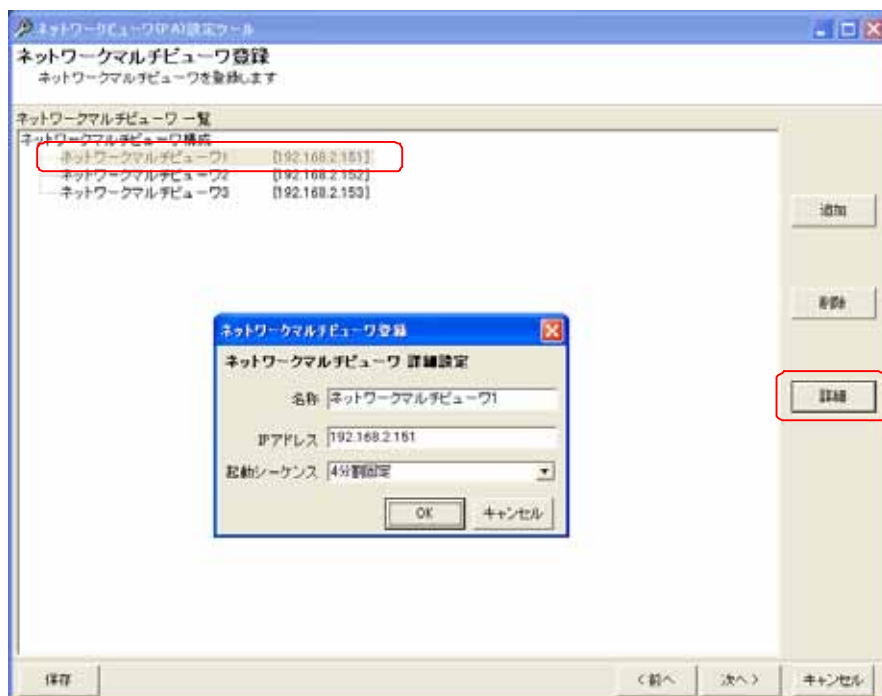 ネットワークビューワ(PA)設定ツール
ネットワークマルチビューワ登録
ネットワークマルチビューワを登録します
ネットワークマルチビューワ 一覧
ネットワークマルチビューワ構成
ネットワークマルチビューワ1 [192.168.2.151]
ネットワークマルチビューワ2 [192.168.2.152]
ネットワークマルチビューワ3 [192.168.2.153]
追加
削除
詳細
ネットワークマルチビューワ登録
ネットワークマルチビューワ 詳細設定
名称 ネットワークマルチビューワ1
IPアドレス 192.168.2.151
起動シーケンス 4分割固定
OK キャンセル
保存 <前へ 次へ> キャンセル